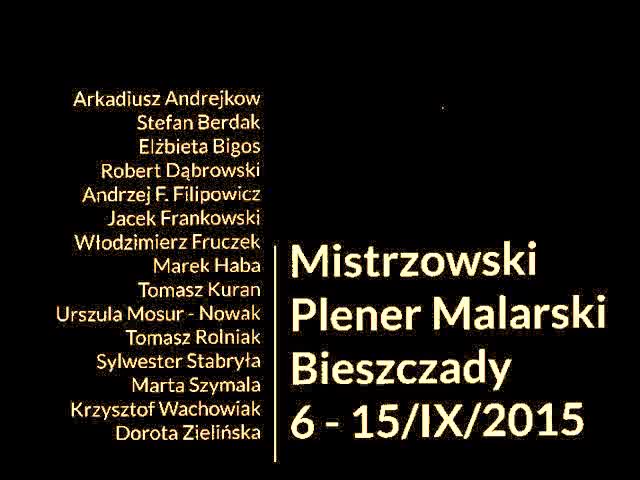 Arkadiusz Andrejkow
Stefan Berdak
Elżbieta Bigos
Robert Dąbrowski
Andrzej F. Filipowicz
Jacek Frankowski
Włodzimierz Fruczek
Marek Haba
Tomasz Kuran
Urszula Mosur - Nowak
Tomasz Rolniak
Sylwester Stabryła
Marta Szymala
Krzysztof Wachowiak
Dorota Zielińska
Mistrzowski
Plener Malarski
Bieszczady
6 - 15/IX/2015